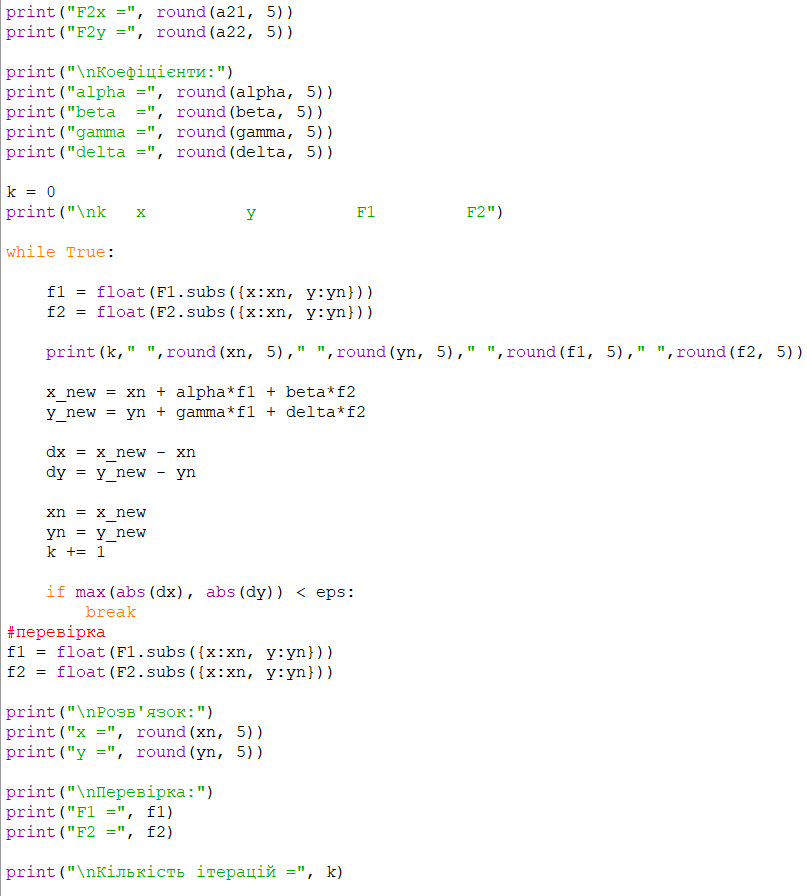 print("F2x =", round(a21, 5))
print("F2y =", round(a22, 5))

print("\nКоефіцієнти:")
print("alpha =", round(alpha, 5))
print("beta  =", round(beta, 5))
print("gamma =", round(gamma, 5))
print("delta =", round(delta, 5))

k = 0
print("\nk   x          y          F1         F2")

while True:

    f1 = float(F1.subs({x:xn, y:yn}))
    f2 = float(F2.subs({x:xn, y:yn}))

    print(k," ",round(xn, 5)," ",round(yn, 5)," ",round(f1, 5)," ",round(f2, 5))

    x_new = xn + alpha*f1 + beta*f2
    y_new = yn + gamma*f1 + delta*f2

    dx = x_new - xn
    dy = y_new - yn

    xn = x_new
    yn = y_new
    k += 1

    if max(abs(dx), abs(dy)) < eps:
        break
#перевірка
f1 = float(F1.subs({x:xn, y:yn}))
f2 = float(F2.subs({x:xn, y:yn}))

print("\nРозв'язок:")
print("x =", round(xn, 5))
print("y =", round(yn, 5))

print("\nПеревірка:")
print("F1 =", f1)
print("F2 =", f2)

print("\nКількість ітерацій =", k)